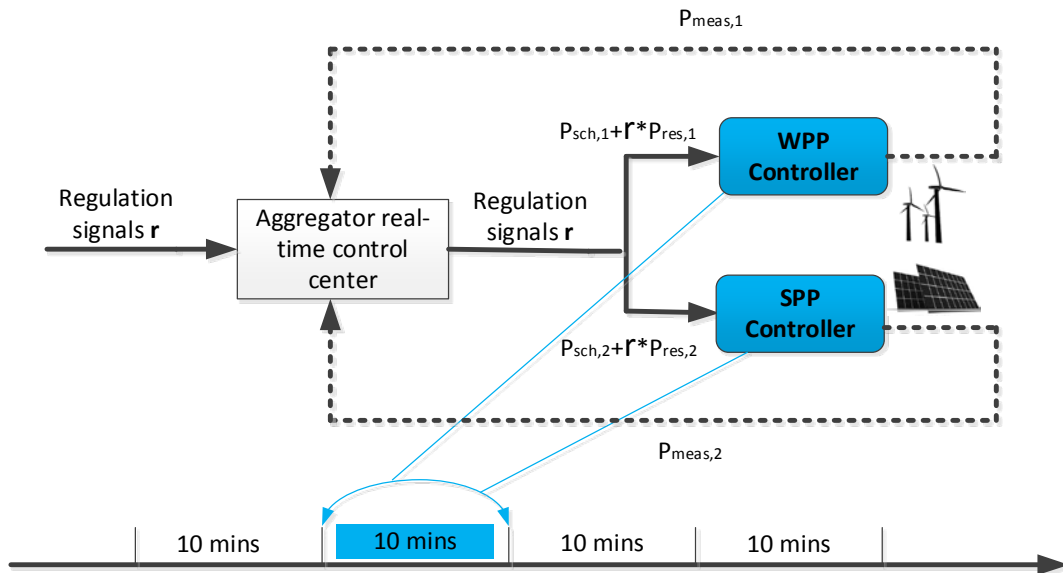 Pmeas,1
Psch,1+r*Pres,1
WPP
Controller
Regulation
signals r
Aggregator real-
time control
center
Regulation
signals r
SPP
Controller
Psch,2+r*Pres,2
Pmeas,2
10 mins
10 mins
10 mins
10 mins